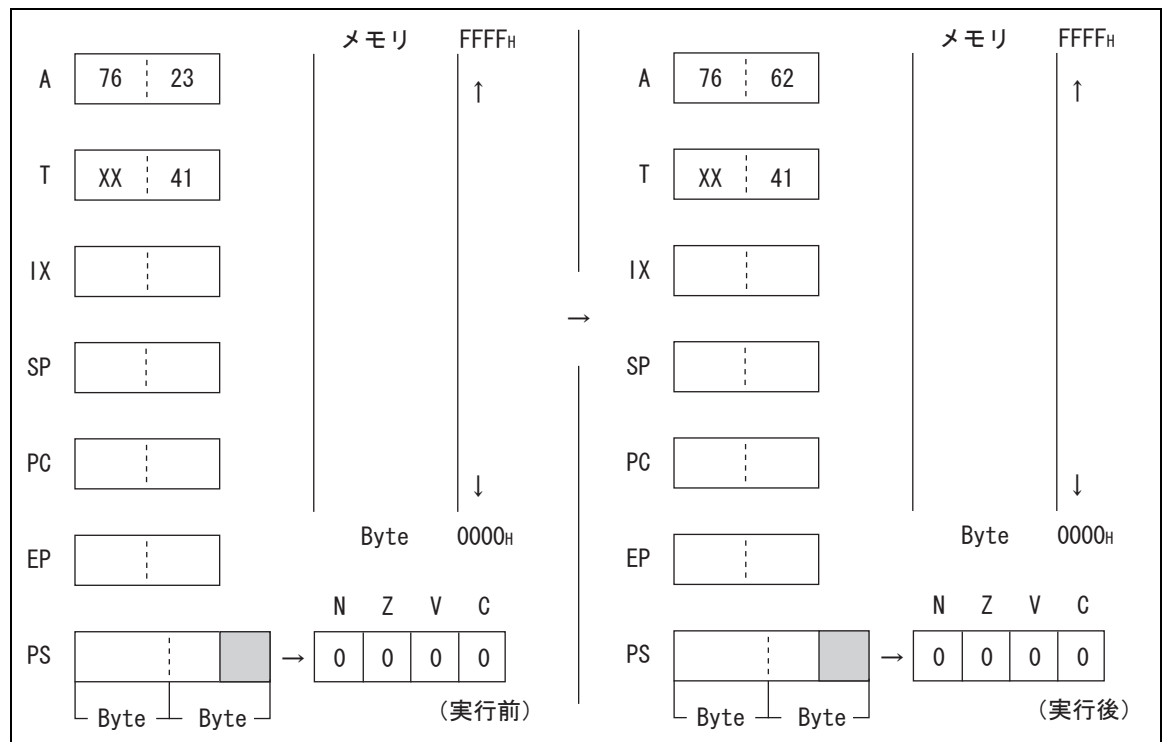 メモリ FFFFH
A 76 23
↑
T XX 41
IX
SP
PC
↓
Byte 0000H
EP
N Z V C
PS → 0 0 0 0
Byte Byte (実行前)
→
メモリ FFFFH
A 76 62
↑
T XX 41
IX
SP
PC
↓
Byte 0000H
EP
N Z V C
PS → 0 0 0 0
Byte Byte (実行後)